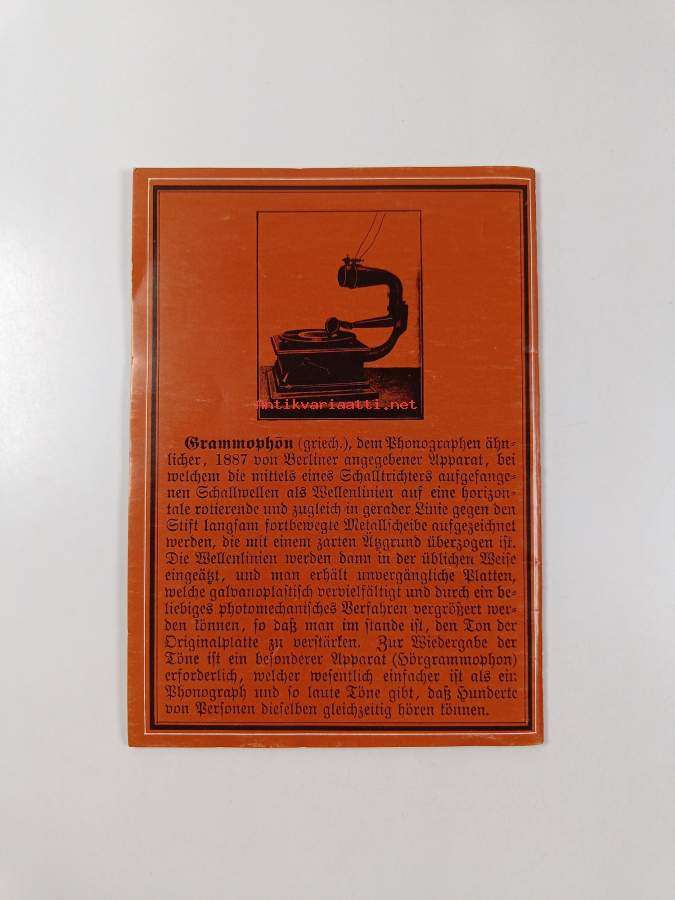 Antikvariaatti.net
Grammophōn (griech.), dem Phonographen ähn-
licher, 1887 von Berliner angegebener Apparat, bei
welchem die mittels eines Schalltrichters aufgefange-
nen Schallwellen als Wellenlinien auf eine horizon-
tale rotierende und zugleich in gerader Linie gegen den
Stift langsam fortbewegte Metallscheibe aufgezeichnet
werden, die mit einem zarten Ätzgrund überzogen ist.
Die Wellenlinien werden dann in der üblichen Weise
eingeätzt, und man erhält unvergängliche Platten,
welche galvanoplastisch vervielfältigt und durch ein be-
liebiges photomechanisches Verfahren vergrößert wer-
den können, so daß man im stande ist, den Ton der
Originalplatte zu verstärken. Zur Wiedergabe der
Töne ist ein besonderer Apparat (Hörgrammophon)
erforderlich, welcher wesentlich einfacher ist als ein
Phonograph und so laute Töne gibt, daß Hunderte
von Personen dieselben gleichzeitig hören können.